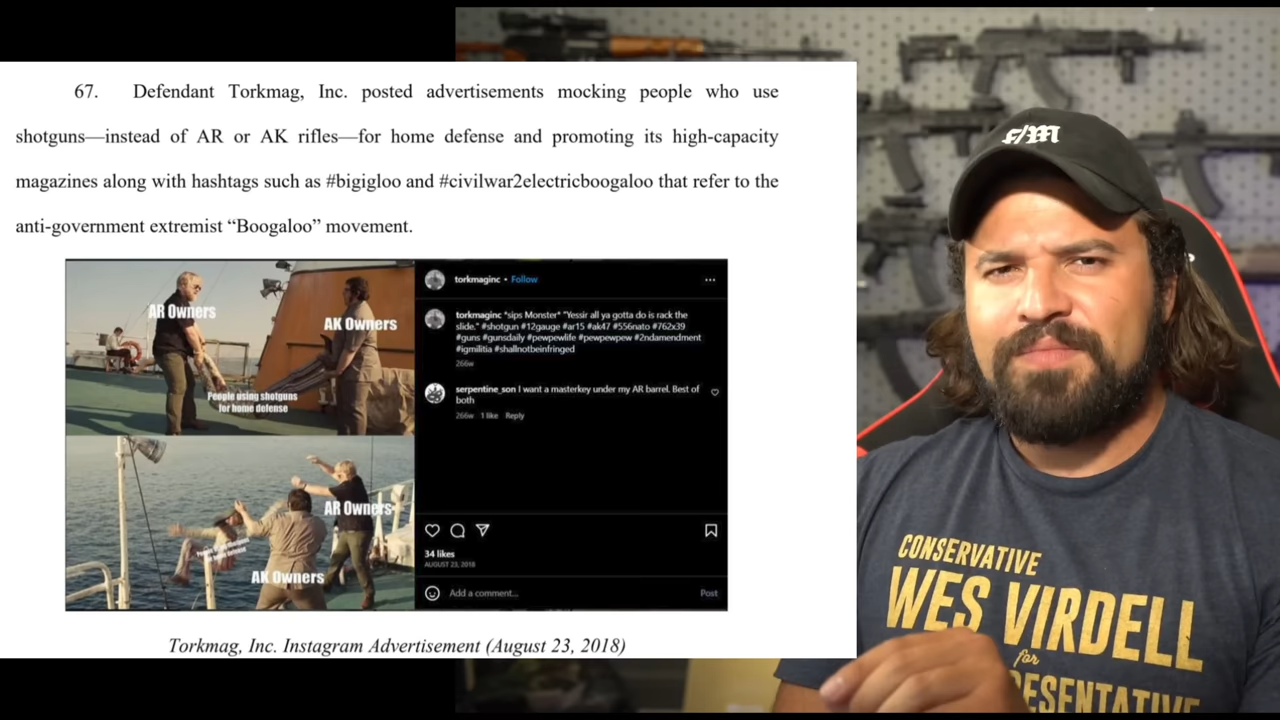 67. Defendant Torkmag, Inc. posted advertisements mocking people who use
shotguns—instead of AR or AK rifles—for home defense and promoting its high-capacity
magazines along with hashtags such as #bigigloo and #civilwar2electricboogaloo that refer to the
anti-government extremist “Boogaloo” movement.
AR Owners
AK Owners
People using shotguns
for home defense
AR Owners
AK Owners
torkmaginc • Follow
torkmaginc *sips Monster* "Yessir all ya gotta do is rack the
slide." #shotgun #12gauge #ar15 #ak47 #556nato #762x39
#guns #gunsdaily #pewpewlife #pewpewpew #2ndamendment
#igmilitia #shallnotbeinfringed
266w
serpentine_son I want a masterkey under my AR barrel. Best of
both
266w 1 like Reply
34 likes
AUGUST 23, 2018
Add a comment... Post
Torkmag, Inc. Instagram Advertisement (August 23, 2018)
f/M
CONSERVATIVE
WES VIRDELL
for
ESENTATIVE